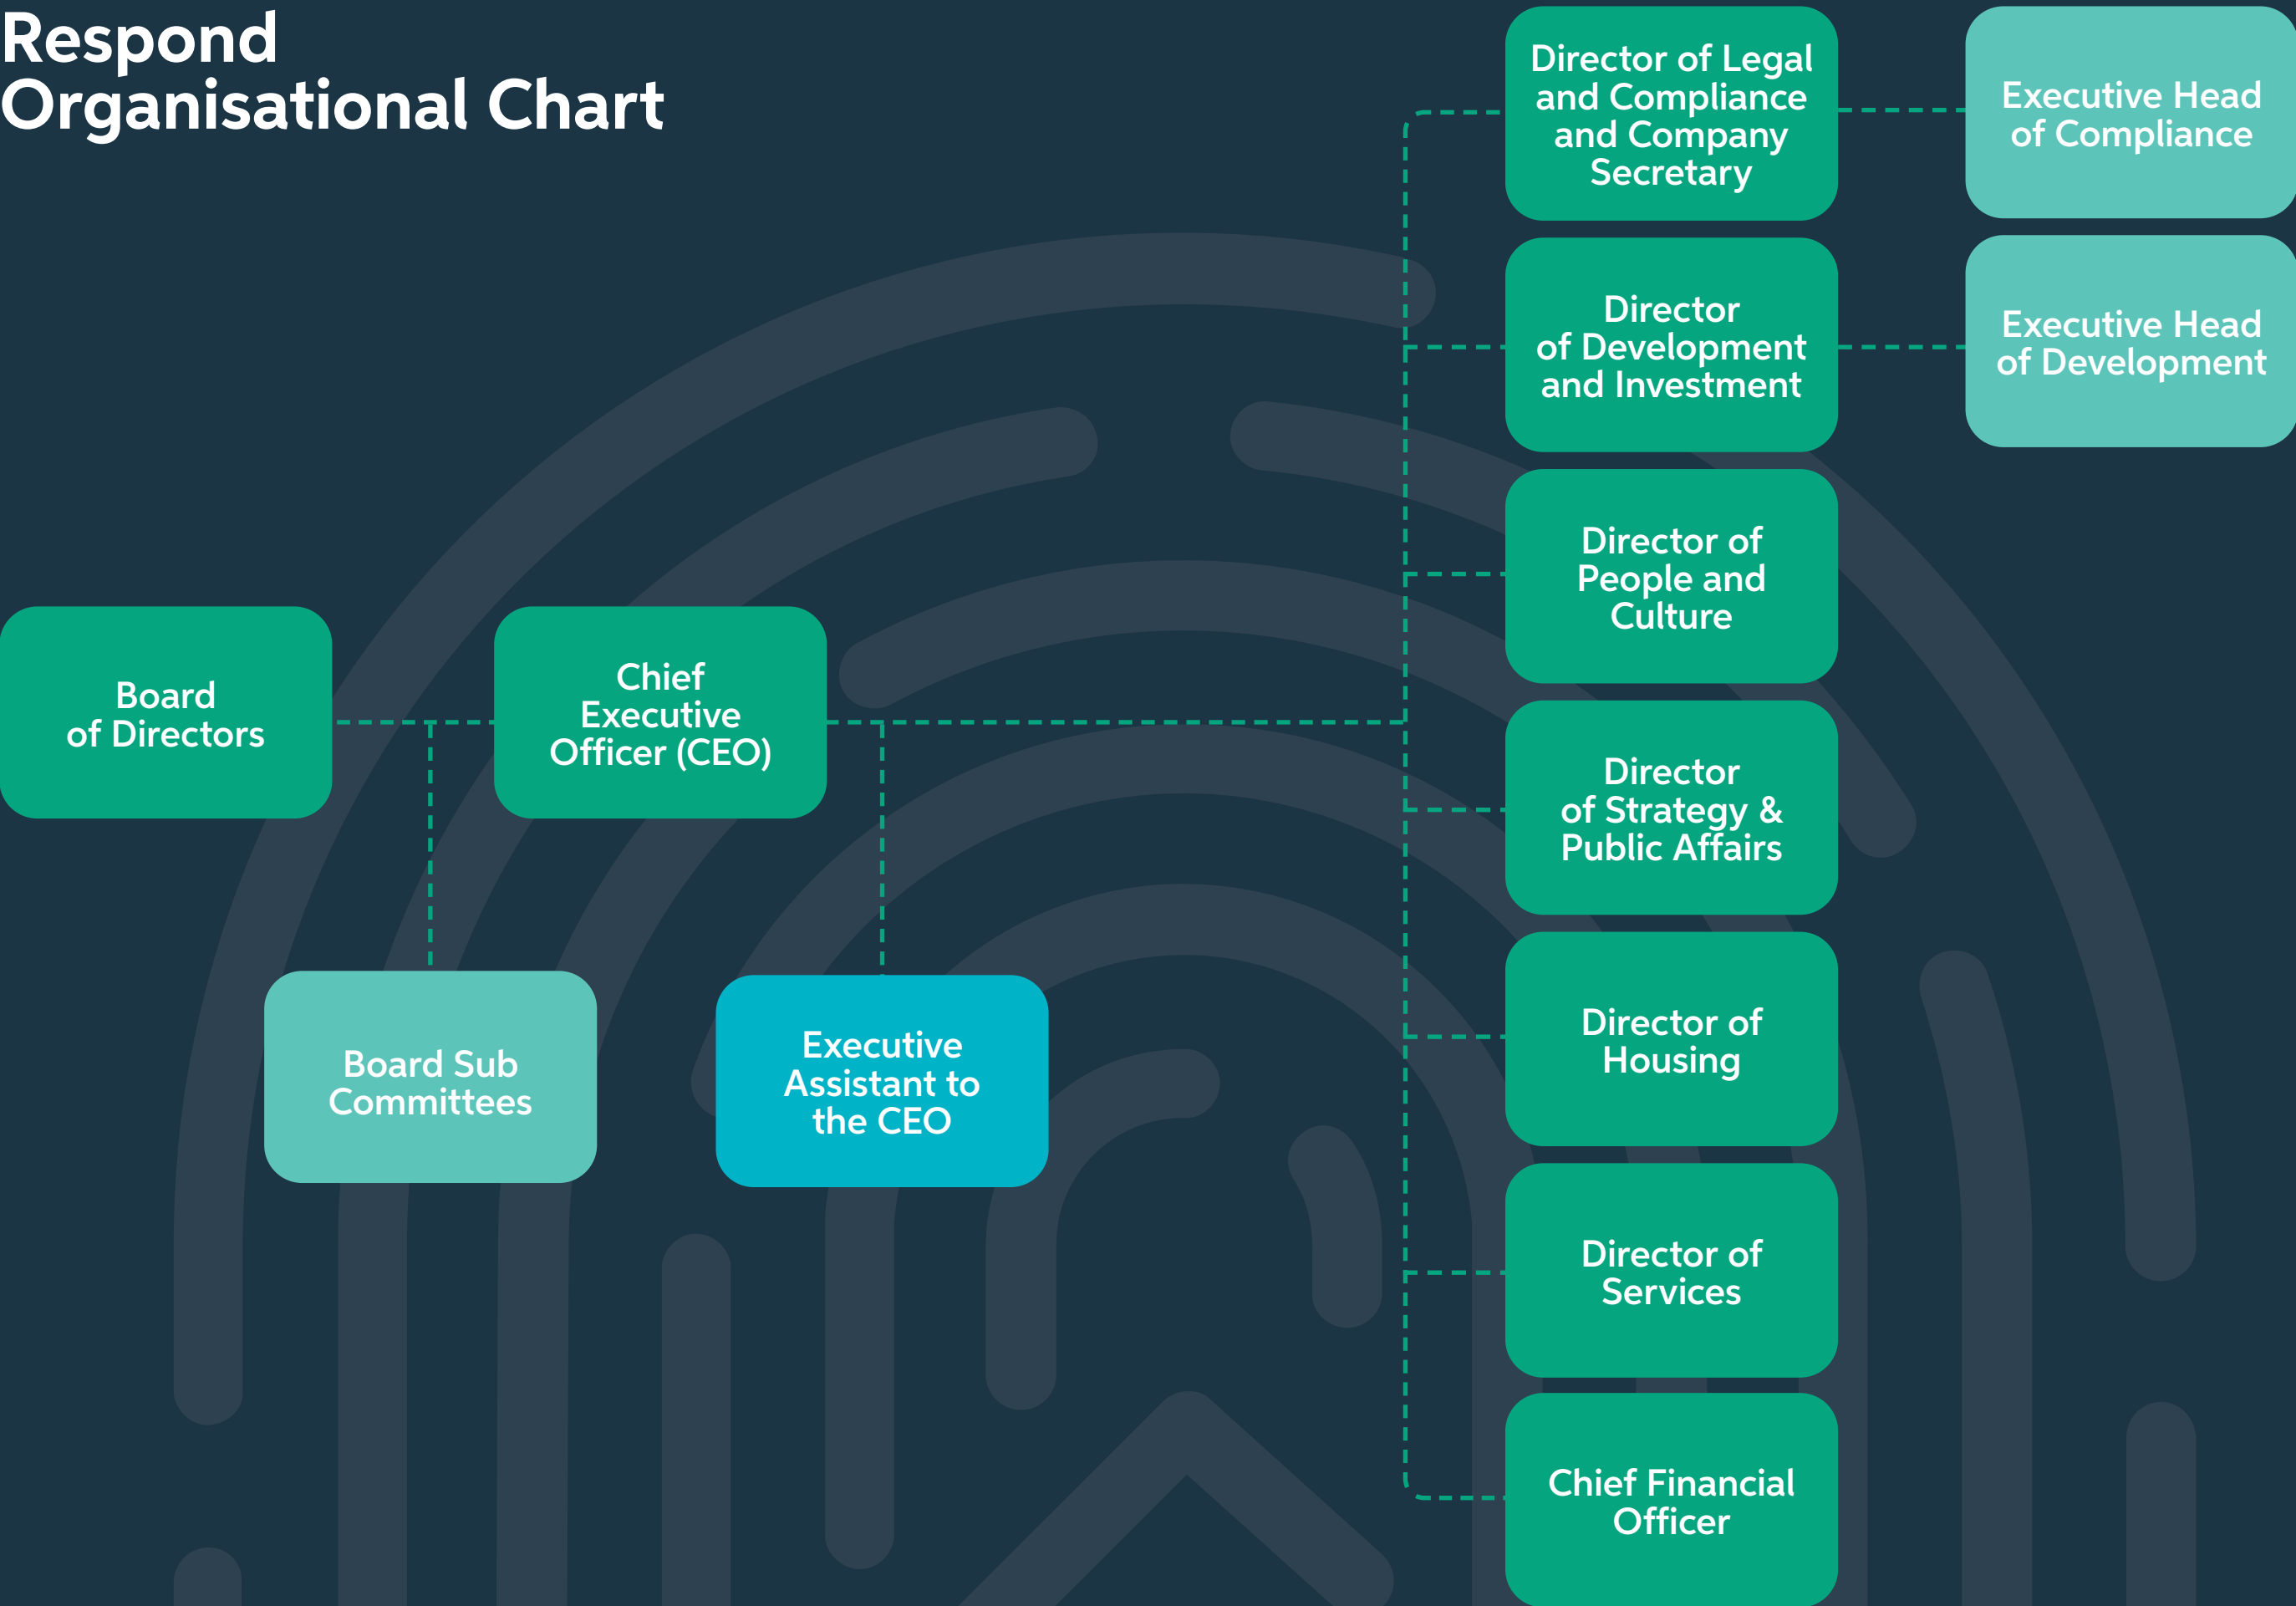 Respond
Organisational Chart
Board
of Directors
Board Sub
Committees
Chief
Executive
Officer (CEO)
Executive
Assistant to
the CEO
Director of Legal
and Compliance
and Company
Secretary
Executive Head
of Compliance
Director
of Development
and Investment
Executive Head
of Development
Director of
People and
Culture
Director
of Strategy &
Public Affairs
Director of
Housing
Director of
Services
Chief Financial
Officer